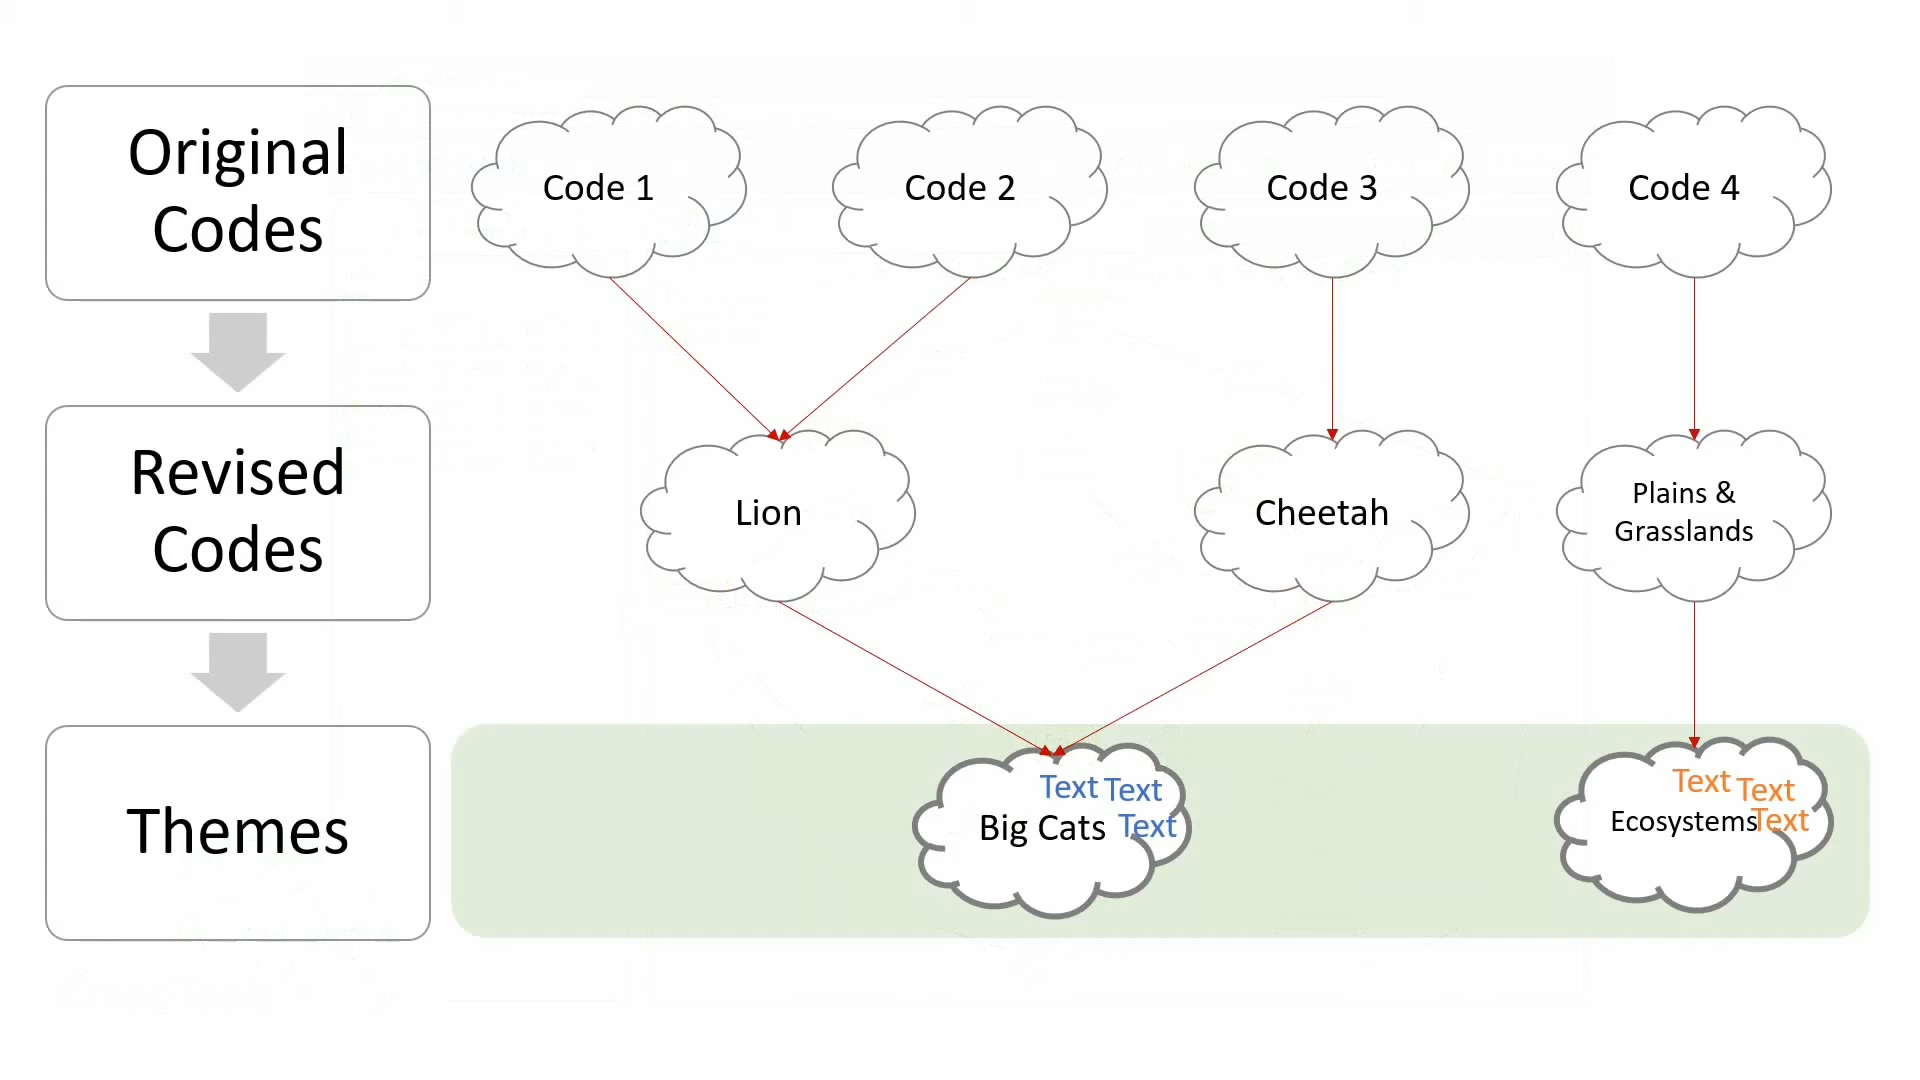 Original
Codes
Code 1
Code 2
Code 3
Code 4
Revised
Codes
Lion
Cheetah
Plains &
Grasslands
Themes
Text Text
Big Cats Text
Text Text
Ecosystems Text